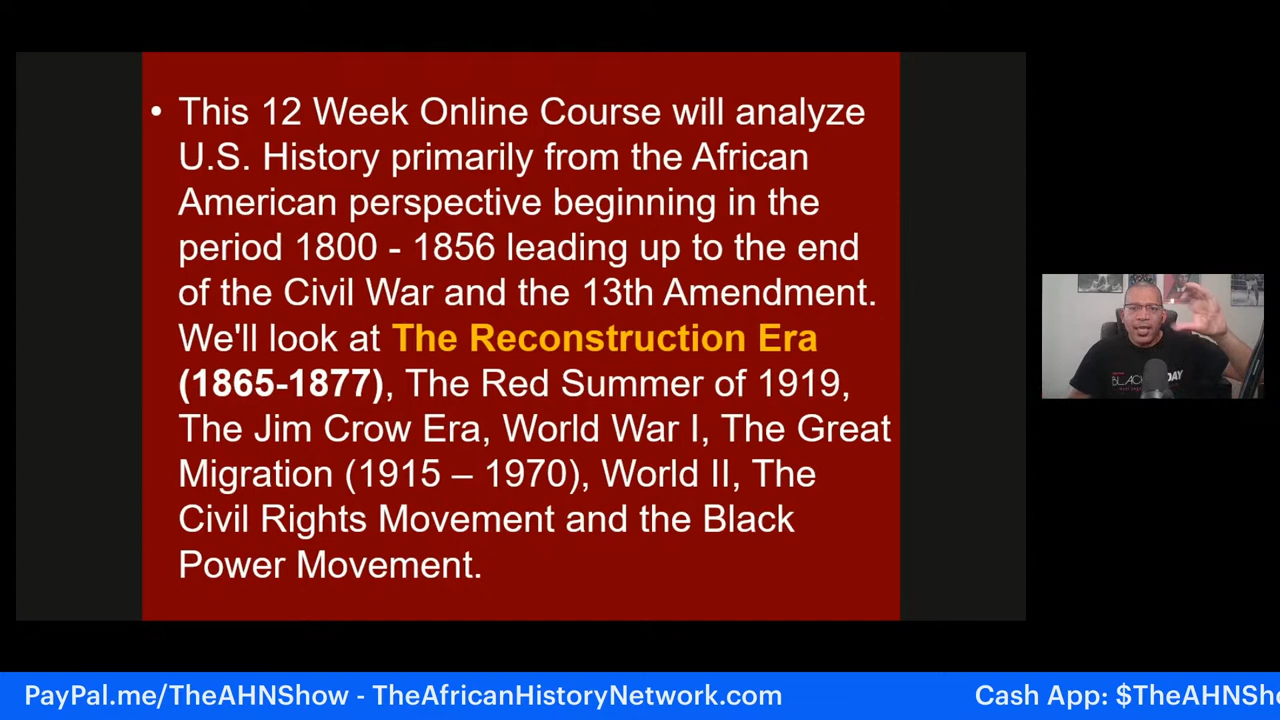 • This 12 Week Online Course will analyze
U.S. History primarily from the African
American perspective beginning in the
period 1800 - 1856 leading up to the end
of the Civil War and the 13th Amendment.
We'll look at The Reconstruction Era
(1865-1877), The Red Summer of 1919,
The Jim Crow Era, World War I, The Great
Migration (1915 – 1970), World II, The
Civil Rights Movement and the Black
Power Movement.
PayPal.me/TheAHNShow - TheAfricanHistoryNetwork.com
Cash App: $TheAHNSh